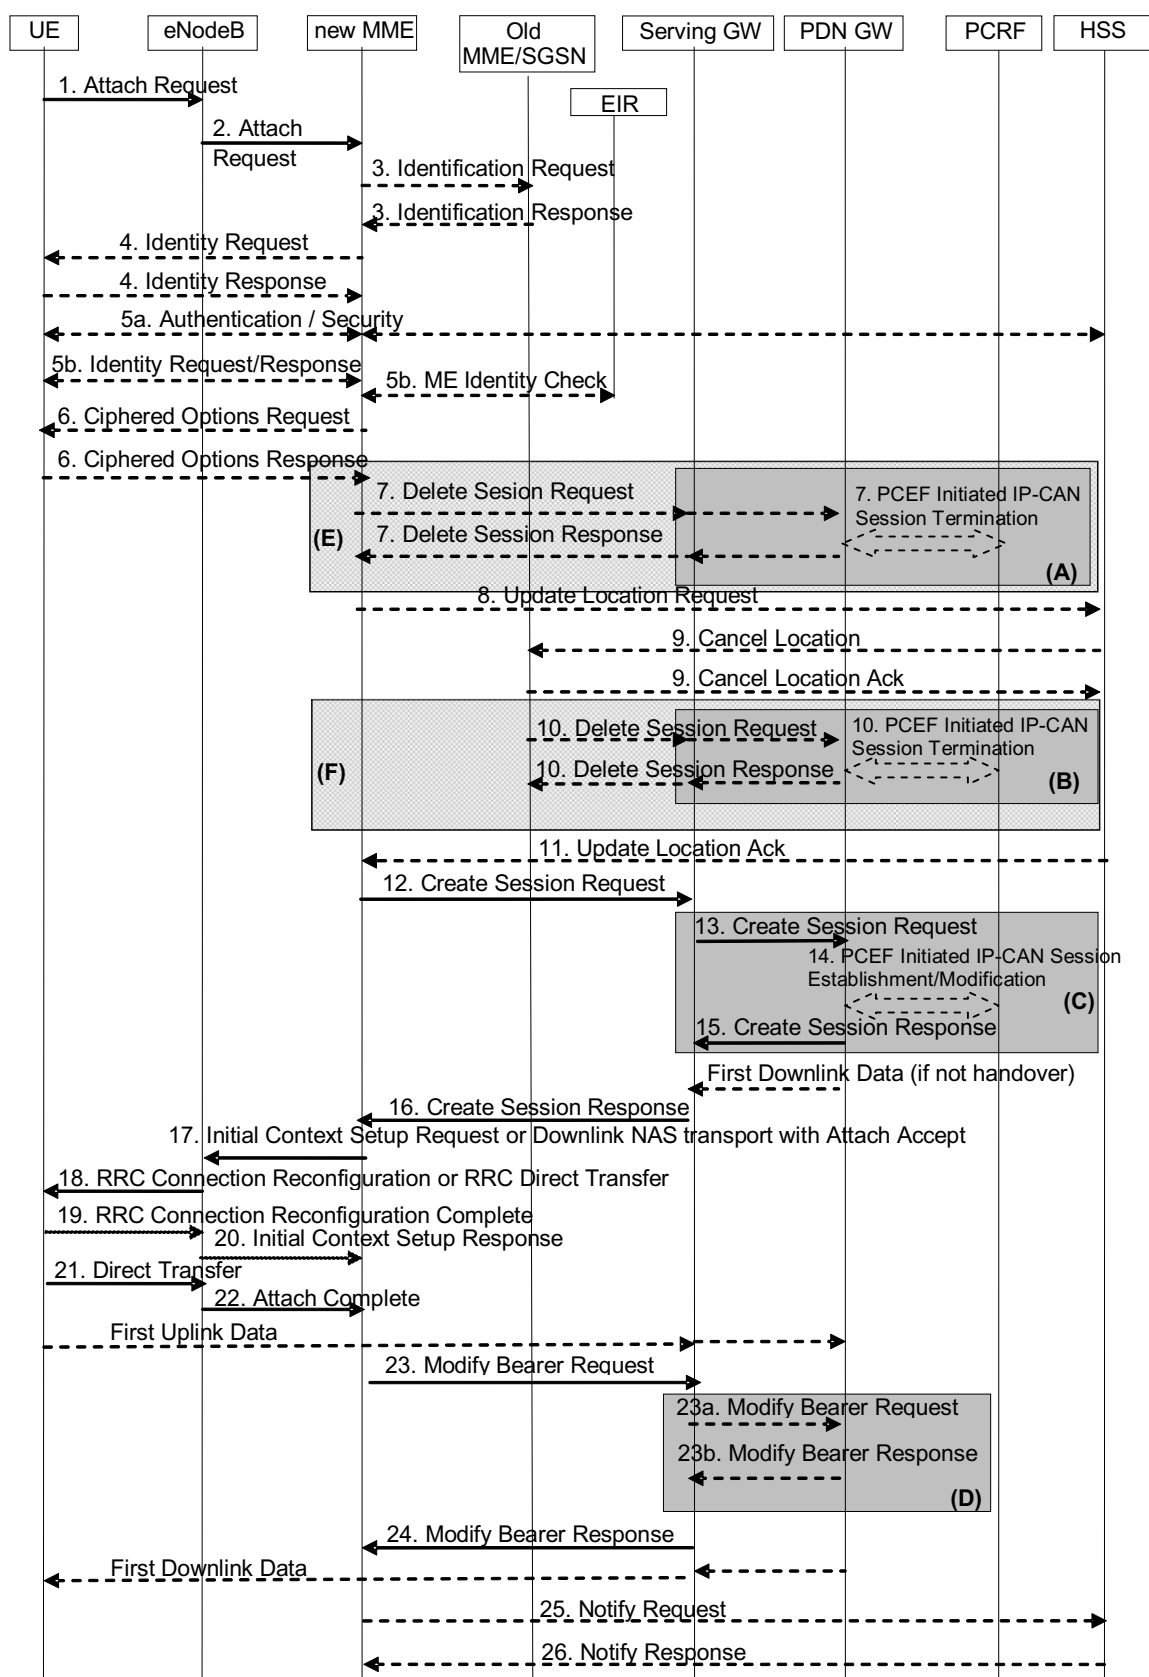 UE
eNodeB
new MME
Old
MME/SGSN
Serving GW
PDN GW
PCRF
HSS
EIR
1. Attach Request
2. Attach
Request
3. Identification Request
3. Identification Response
4. Identity Request
4. Identity Response
5a. Authentication / Security
5b. Identity Request/Response
5b. ME Identity Check
6. Ciphered Options Request
6. Ciphered Options Response
7. Delete Sesion Request
7. PCEF Initiated IP-CAN
Session Termination
(E)
7. Delete Session Response
(A)
8. Update Location Request
9. Cancel Location
9. Cancel Location Ack
10. Delete Session Request
10. PCEF Initiated IP-CAN
Session Termination
(F)
10. Delete Session Response
(B)
11. Update Location Ack
12. Create Session Request
13. Create Session Request
14. PCEF Initiated IP-CAN Session
Establishment/Modification
(C)
15. Create Session Response
First Downlink Data (if not handover)
16. Create Session Response
17. Initial Context Setup Request or Downlink NAS transport with Attach Accept
18. RRC Connection Reconfiguration or RRC Direct Transfer
19. RRC Connection Reconfiguration Complete
20. Initial Context Setup Response
21. Direct Transfer
22. Attach Complete
First Uplink Data
23. Modify Bearer Request
23a. Modify Bearer Request
23b. Modify Bearer Response
(D)
24. Modify Bearer Response
First Downlink Data
25. Notify Request
26. Notify Response